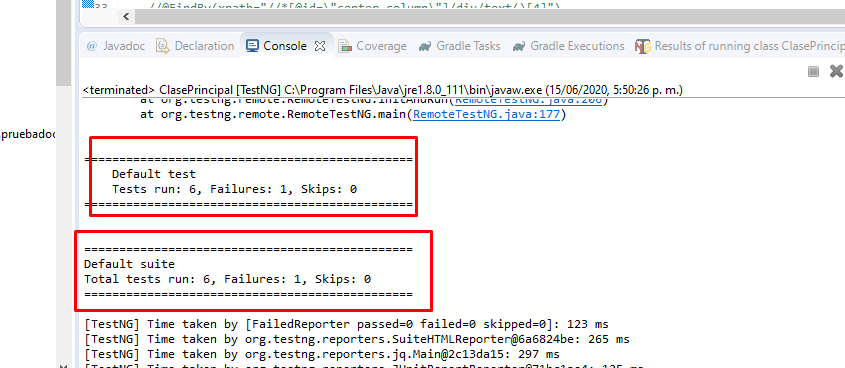 33 //@FindBy(xpath="//*[@id=\"center_column\"]/div/text()[4]")
@ Javadoc Declaration Console Coverage Gradle Tasks Gradle Executions Results of running class ClasePrincip
<terminated> ClasePrincipal [TestNG] C:\Program Files\Java\jre1.8.0_111\bin\javaw.exe (15/06/2020, 5:50:26 p. m.)
at org.testng.remote.RemoteTestNG.initAndRun(RemoteTestNG.java:206)
at org.testng.remote.RemoteTestNG.main(RemoteTestNG.java:177)
.pruebadoc
===============================================
Default test
Tests run: 6, Failures: 1, Skips: 0
===============================================
===============================================
Default suite
Total tests run: 6, Failures: 1, Skips: 0
===============================================
[TestNG] Time taken by [FailedReporter passed=0 failed=0 skipped=0]: 123 ms
[TestNG] Time taken by org.testng.reporters.SuiteHTMLReporter@6a6824be: 265 ms
[TestNG] Time taken by org.testng.reporters.jq.Main@2c13da15: 297 ms
[TestNG] Time taken by org.testng.reporters.JUnitReportReporter@71bc1ae4: 125 ms